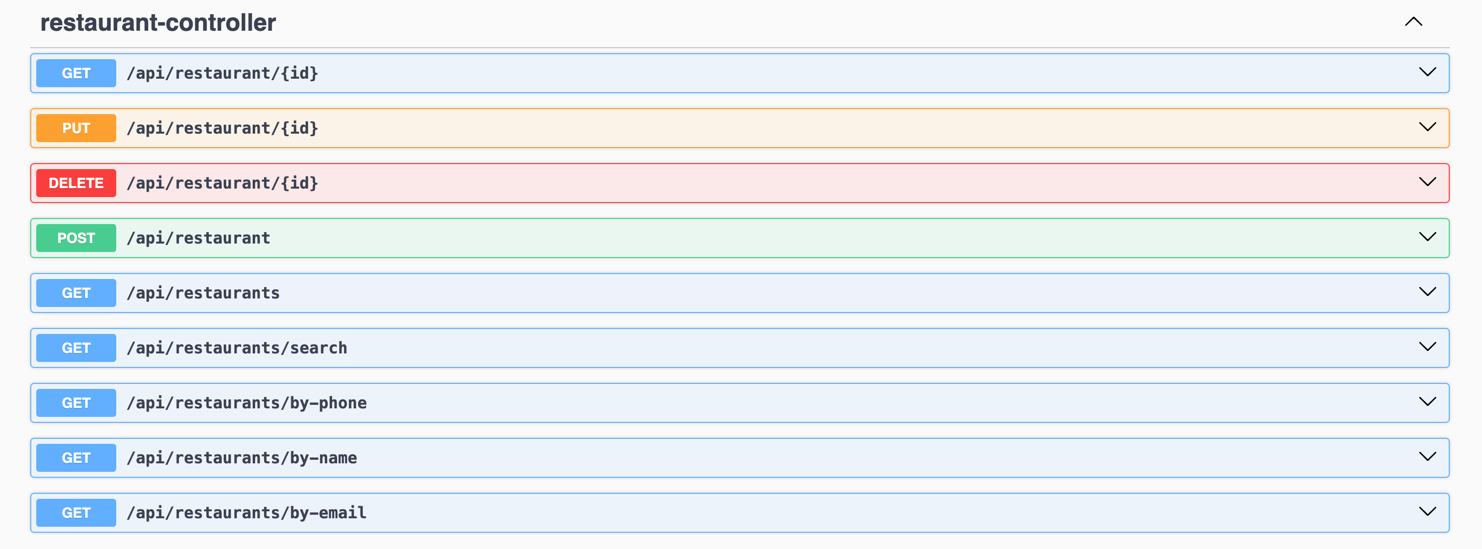 restaurant-controller
GET /api/restaurant/{id}
PUT /api/restaurant/{id}
DELETE /api/restaurant/{id}
POST /api/restaurant
GET /api/restaurants
GET /api/restaurants/search
GET /api/restaurants/by-phone
GET /api/restaurants/by-name
GET /api/restaurants/by-email